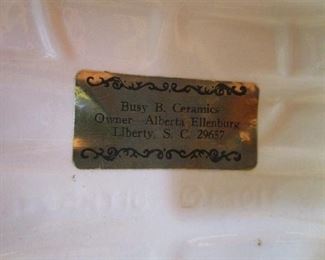 Busy B. Ceramics
Owner Alberta Ellenburg
Liberty, S. C. 29657